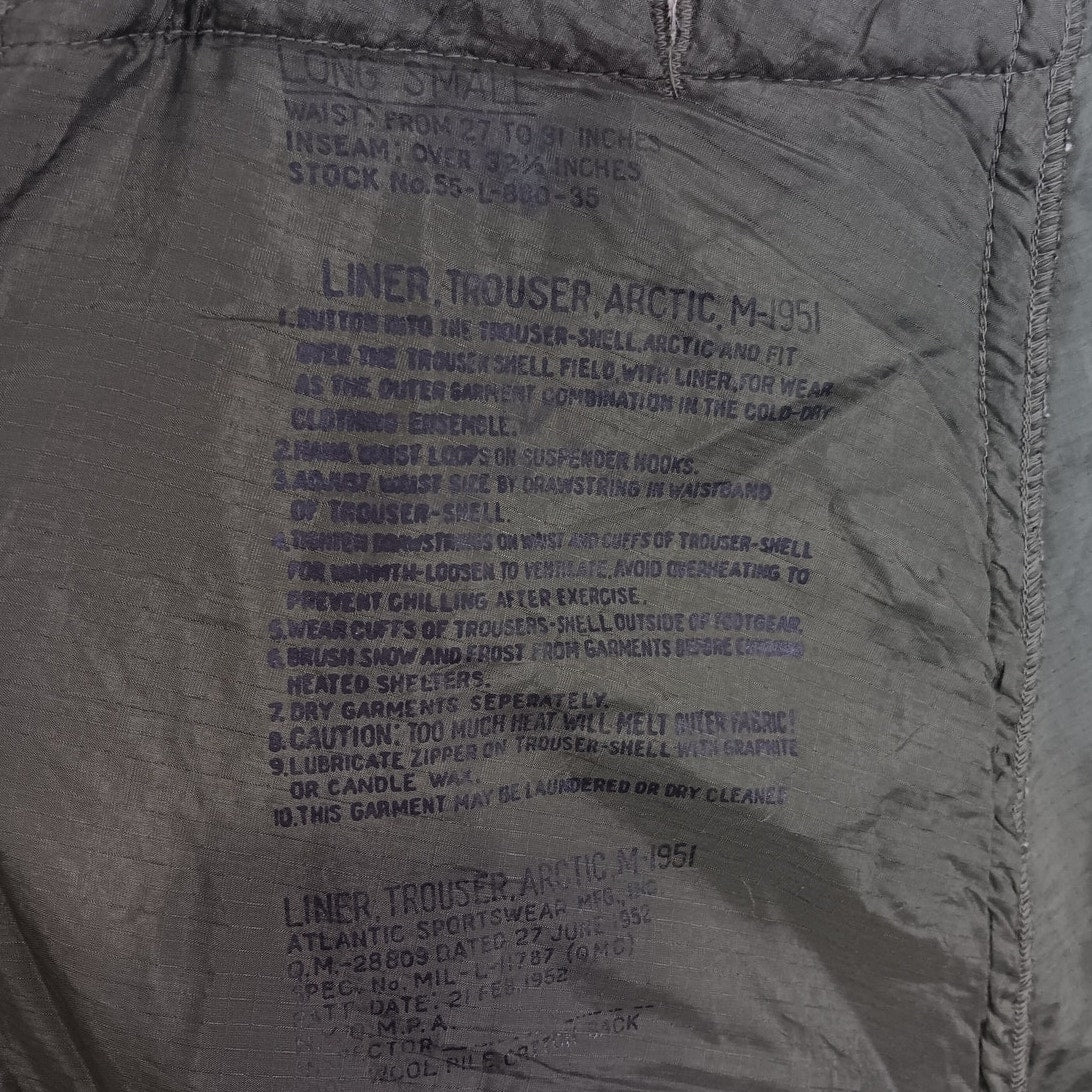 LONG SMALL
WAIST: FROM 27 TO 31 INCHES
INSEAM: OVER 32½ INCHES
STOCK No. 55-L-880-35
LINER, TROUSER, ARCTIC, M-1951
1. BUTTON INTO THE TROUSER-SHELL, ARCTIC AND FIT
OVER THE TROUSER SHELL FIELD, WITH LINER, FOR WEAR
AS THE OUTER GARMENT COMBINATION IN THE COLD-DRY
CLOTHING ENSEMBLE.
2. HANG WAIST LOOPS ON SUSPENDER HOOKS.
3. ADJUST WAIST SIZE BY DRAWSTRING IN WAISTBAND
OF TROUSER-SHELL.
4. TIGHTEN DRAWSTRINGS ON WAIST AND CUFFS OF TROUSER-SHELL
FOR WARMTH-LOOSEN TO VENTILATE. AVOID OVERHEATING TO
PREVENT CHILLING AFTER EXERCISE.
5. WEAR CUFFS OF TROUSERS-SHELL OUTSIDE OF FOOTGEAR.
6. BRUSH SNOW AND FROST FROM GARMENTS BEFORE ENTERING
HEATED SHELTERS.
7. DRY GARMENTS SEPERATELY.
8. CAUTION: TOO MUCH HEAT WILL MELT OUTER FABRIC!
9. LUBRICATE ZIPPER ON TROUSER-SHELL WITH GRAPHITE
OR CANDLE WAX.
10. THIS GARMENT MAY BE LAUNDERED OR DRY CLEANED
LINER, TROUSER, ARCTIC, M-1951
ATLANTIC SPORTSWEAR MFG., INC
Q.M.-28809 DATED 27 JUNE 1952
SPEC. No. MIL-L-11787 (QMC)
PATT DATE: 21 FEB 1952
Q.M.P.A.
WOOL PILE COTTON BACK